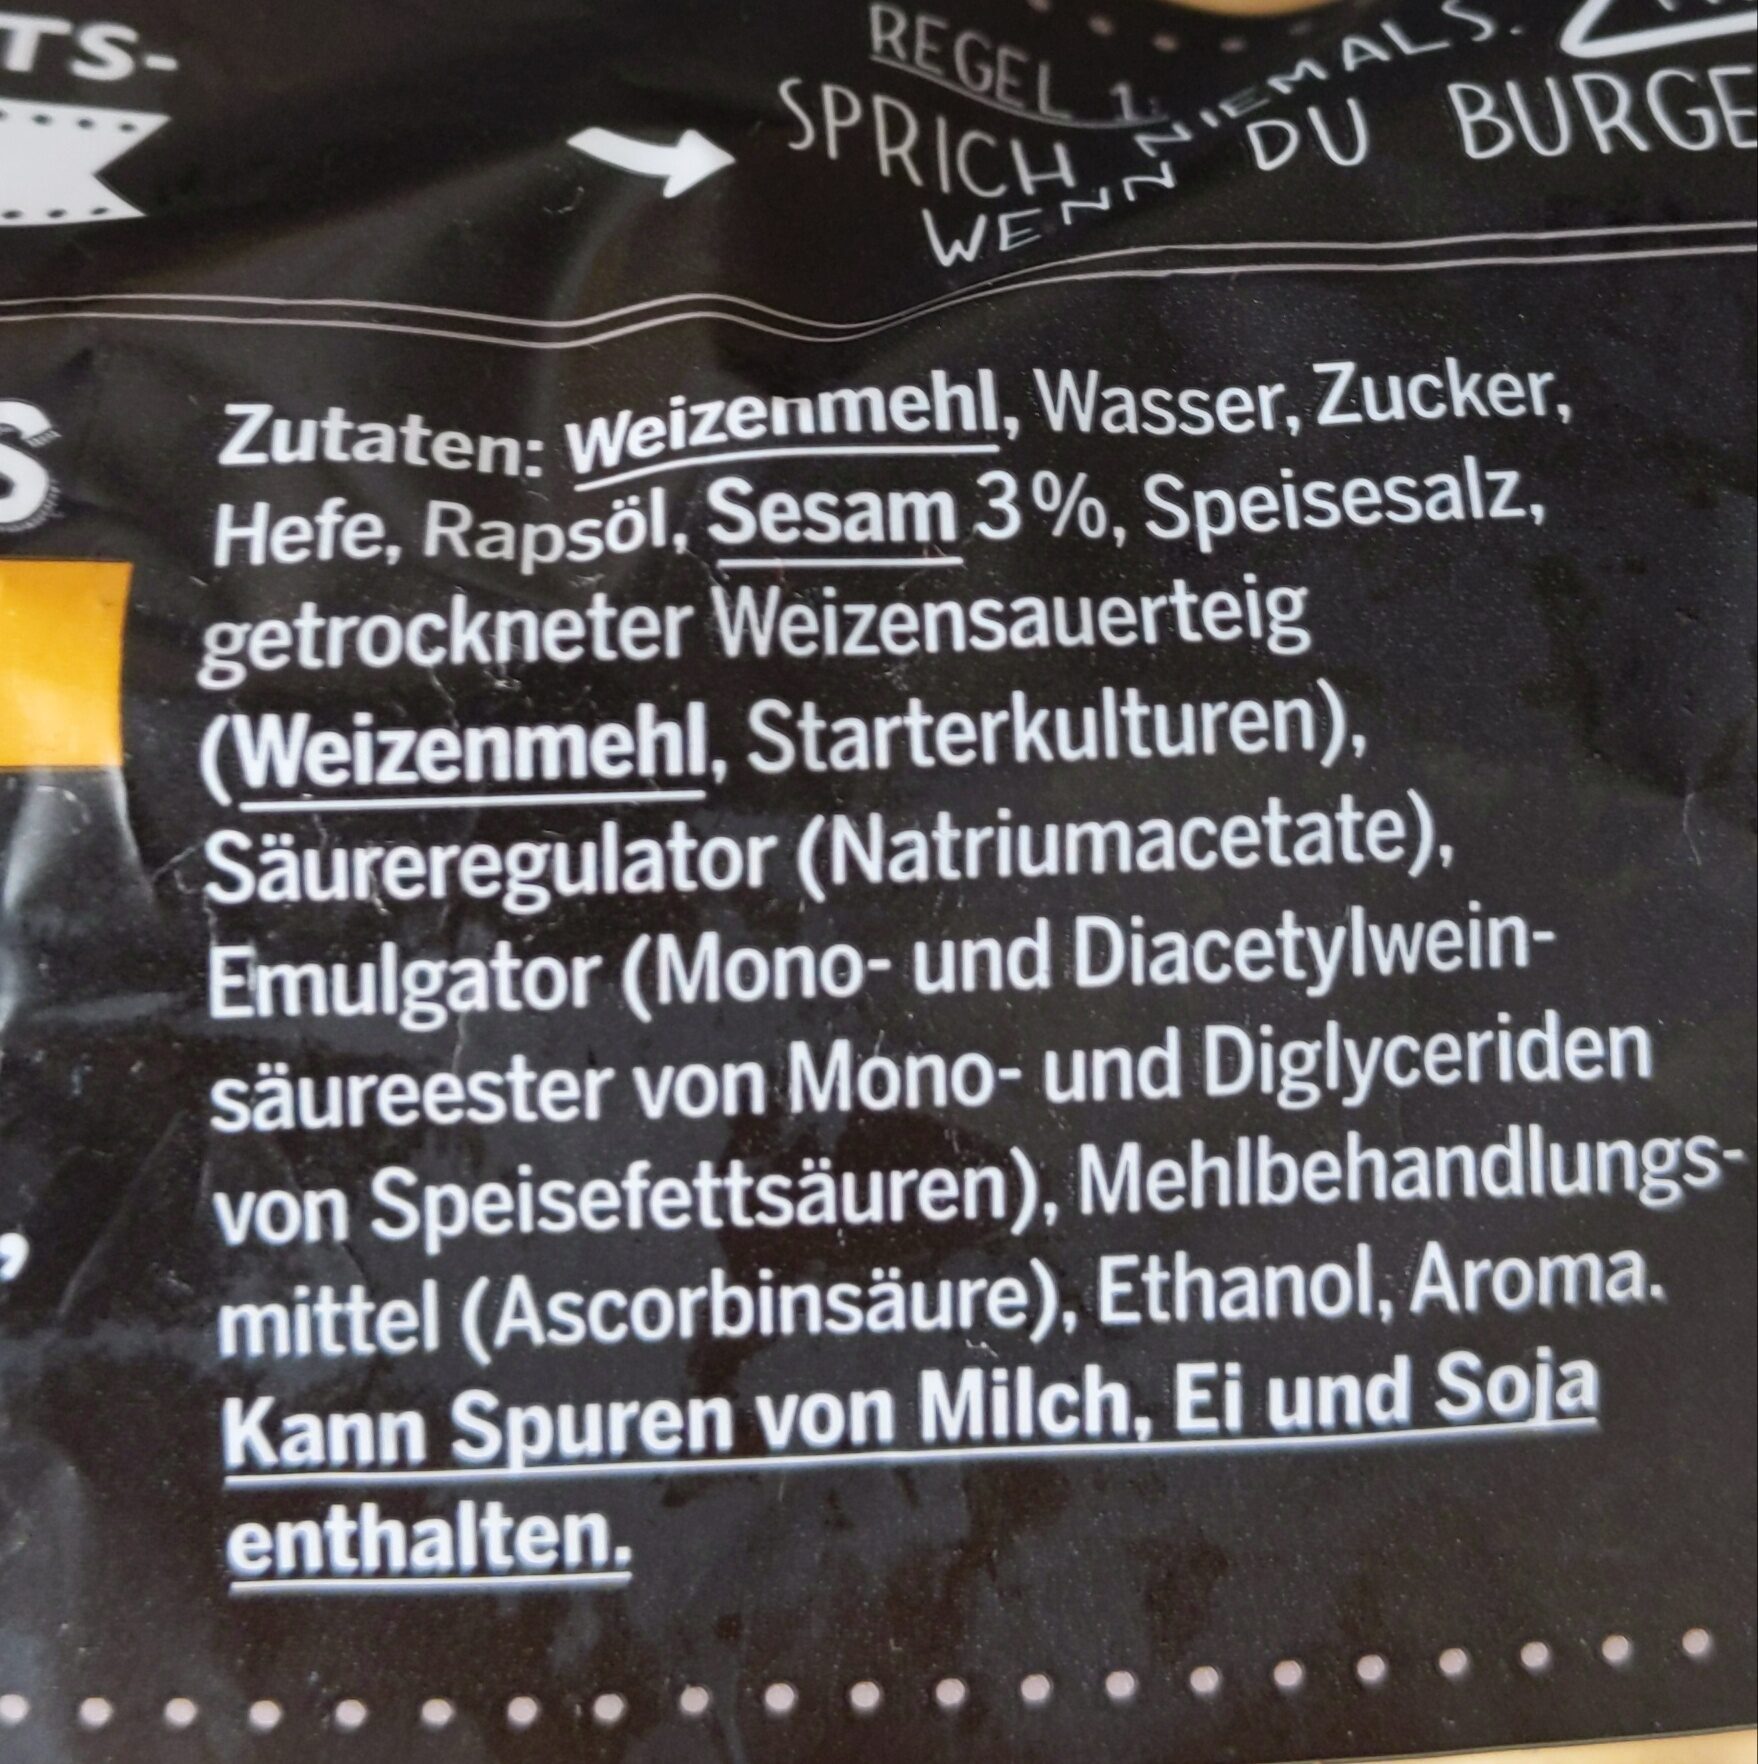 TS-
REGEL 1:
SPRICH NIEMALS.
WENN DU BURGE
S
Zutaten: Weizenmehl, Wasser, Zucker,
Hefe, Rapsöl, Sesam 3%, Speisesalz,
getrockneter Weizensauerteig
(Weizenmehl, Starterkulturen),
Säureregulator (Natriumacetate),
Emulgator (Mono- und Diacetylwein-
säureester von Mono- und Diglyceriden
von Speisefettsäuren), Mehlbehandlungs-
mittel (Ascorbinsäure), Ethanol, Aroma.
Kann Spuren von Milch, Ei und Soja
enthalten.